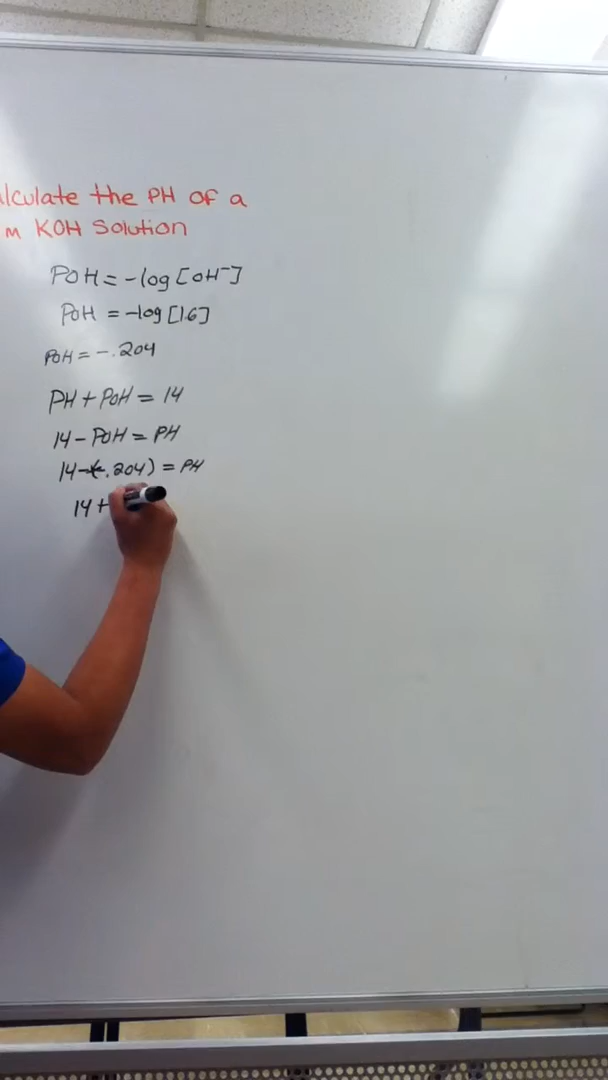 lculate the PH of a
M KOH Solution
POH = -log [OH⁻]
POH = -log [1.6]
POH = -.204
PH + POH = 14
14 - POH = PH
14 - (-.204) = PH
14 +